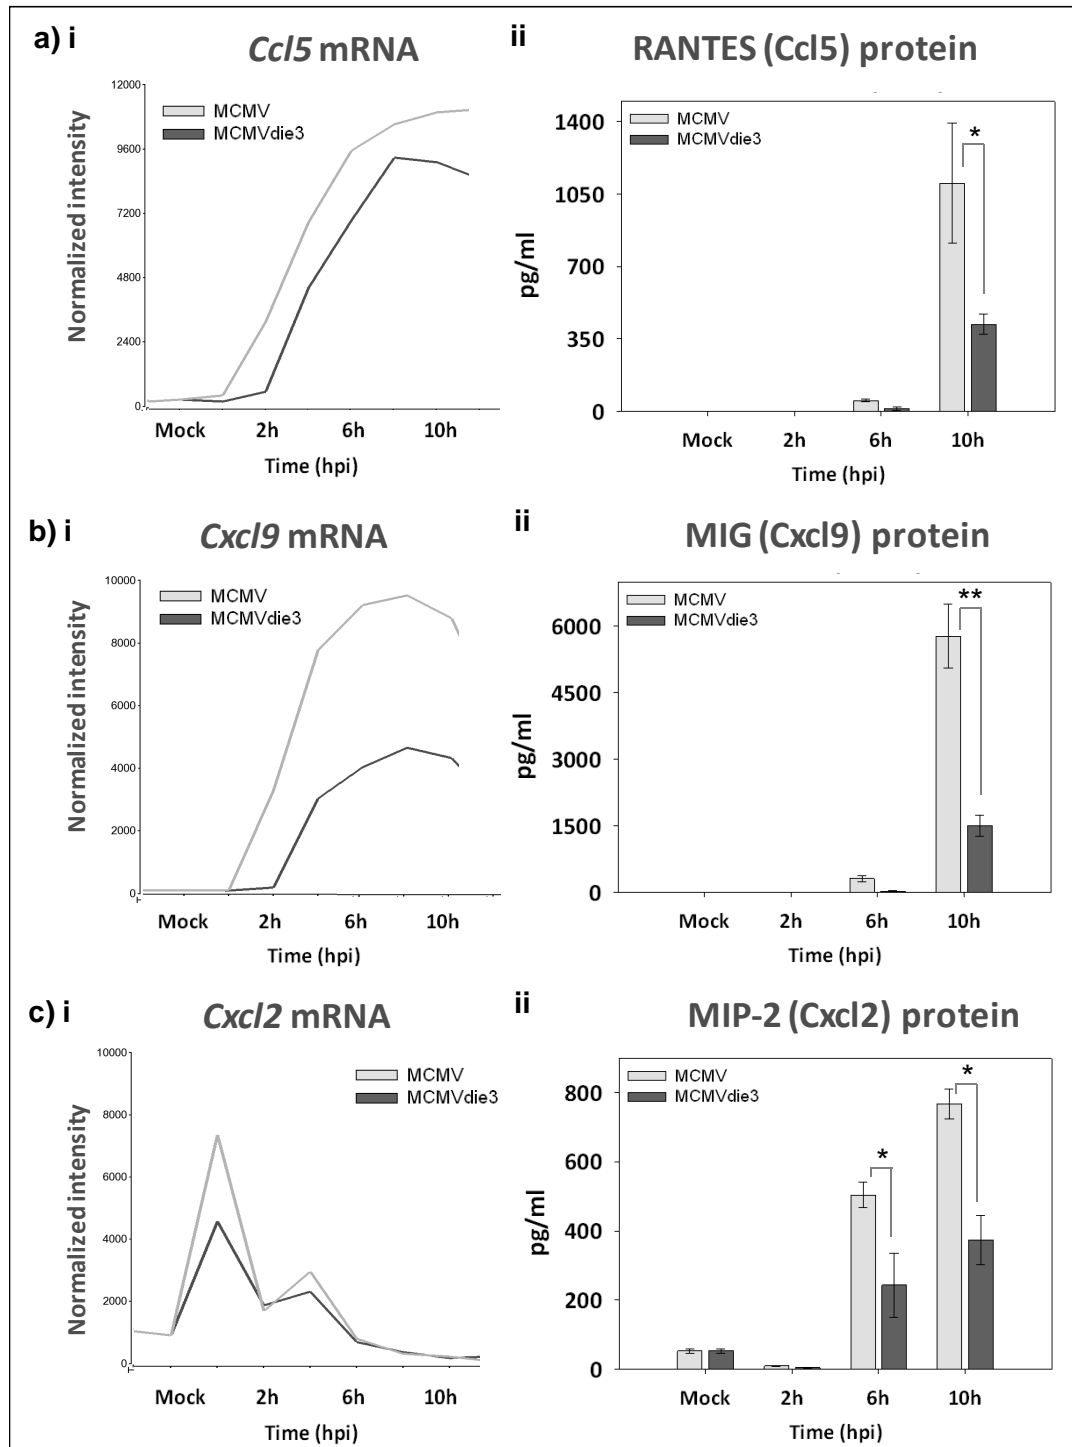 a) i
Ccl5 mRNA
Normalized intensity
12000
9600
7200
4800
2400
0
MCMV
MCMVdie3
Mock 2h 6h 10h
Time (hpi)
ii
RANTES (Ccl5) protein
pg/ml
1400
1050
700
350
0
MCMV
MCMVdie3
*
Mock 2h 6h 10h
Time (hpi)
b) i
Cxcl9 mRNA
Normalized intensity
10000
8000
6000
4000
2000
0
MCMV
MCMVdie3
Mock 2h 6h 10h
Time (hpi)
ii
MIG (Cxcl9) protein
pg/ml
6000
4500
3000
1500
0
MCMV
MCMVdie3
**
Mock 2h 6h 10h
Time (hpi)
c) i
Cxcl2 mRNA
Normalized intensity
10000
8000
6000
4000
2000
0
MCMV
MCMVdie3
Mock 2h 6h 10h
Time (hpi)
ii
MIP-2 (Cxcl2) protein
pg/ml
800
600
400
200
0
MCMV
MCMVdie3
*
*
Mock 2h 6h 10h
Time (hpi)